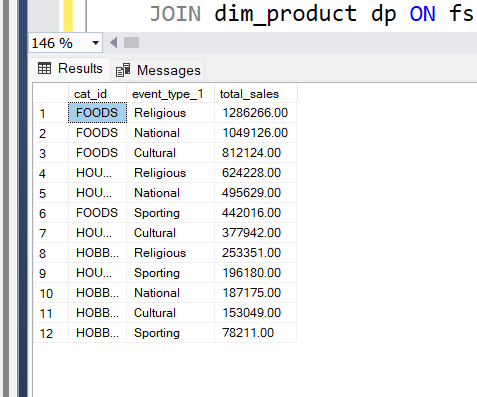 JOIN dim_product dp ON fs
146 %
Results Messages
cat_id event_type_1 total_sales
1 FOODS Religious 1286266.00
2 FOODS National 1049126.00
3 FOODS Cultural 812124.00
4 HOU... Religious 624228.00
5 HOU... National 495629.00
6 FOODS Sporting 442016.00
7 HOU... Cultural 377942.00
8 HOBB... Religious 253351.00
9 HOU... Sporting 196180.00
10 HOBB... National 187175.00
11 HOBB... Cultural 153049.00
12 HOBB... Sporting 78211.00